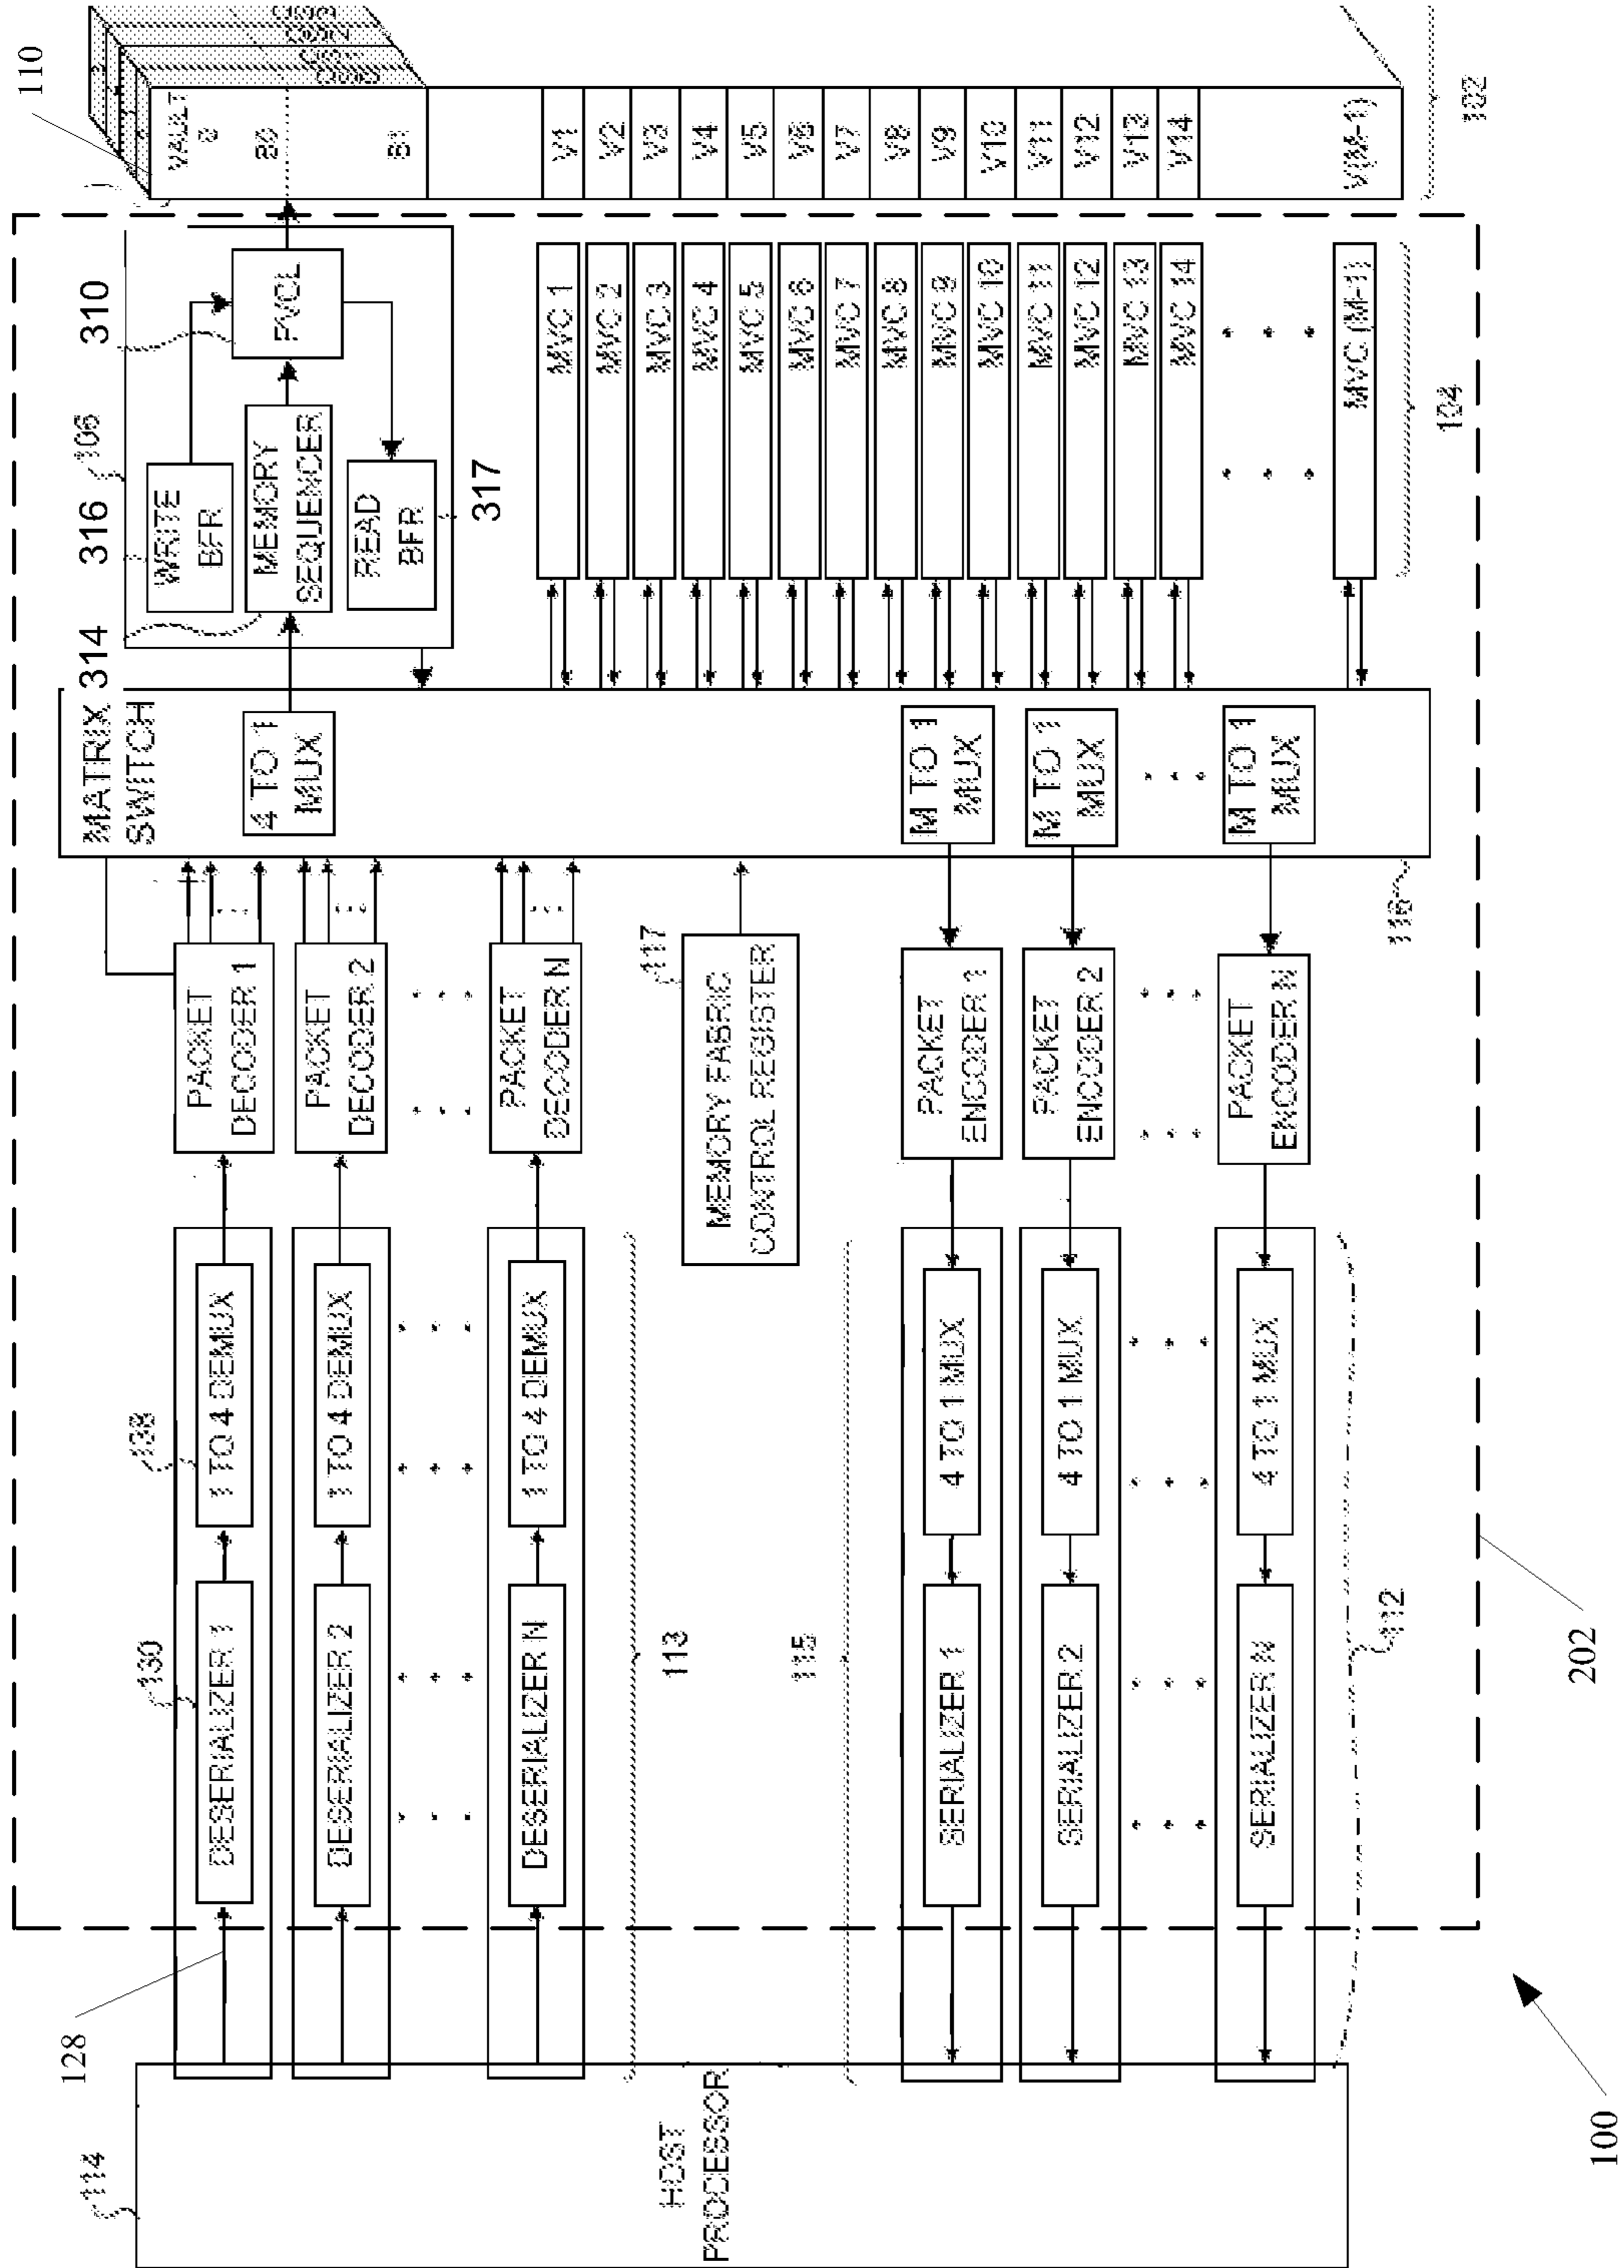 114
HOST
PROCESSOR
128
130
138
DESERIALIZER 1
1 TO 4 DEMUX
PACKET
DECODER 1
DESERIALIZER 2
1 TO 4 DEMUX
PACKET
DECODER 2
DESERIALIZER N
1 TO 4 DEMUX
PACKET
DECODER N
113
117
MEMORY FABRIC
CONTROL REGISTER
115
SERIALIZER 1
4 TO 1 MUX
PACKET
ENCODER 1
SERIALIZER 2
4 TO 1 MUX
PACKET
ENCODER 2
SERIALIZER N
4 TO 1 MUX
PACKET
ENCODER N
112
MATRIX
SWITCH
4 TO 1
MUX
M TO 1
MUX
M TO 1
MUX
M TO 1
MUX
116
314
316
106
310
WRITE
BFR
MEMORY
SEQUENCER
READ
BFR
PVCL
317
MVC 1
MVC 2
MVC 3
MVC 4
MVC 5
MVC 6
MVC 7
MVC 8
MVC 9
MVC 10
MVC 11
MVC 12
MVC 13
MVC 14
MVC (M-1)
104
110
VAULT
0
B0
B1
V1
V2
V3
V4
V5
V6
V7
V8
V9
V10
V11
V12
V13
V14
V(M-1)
102
100
202